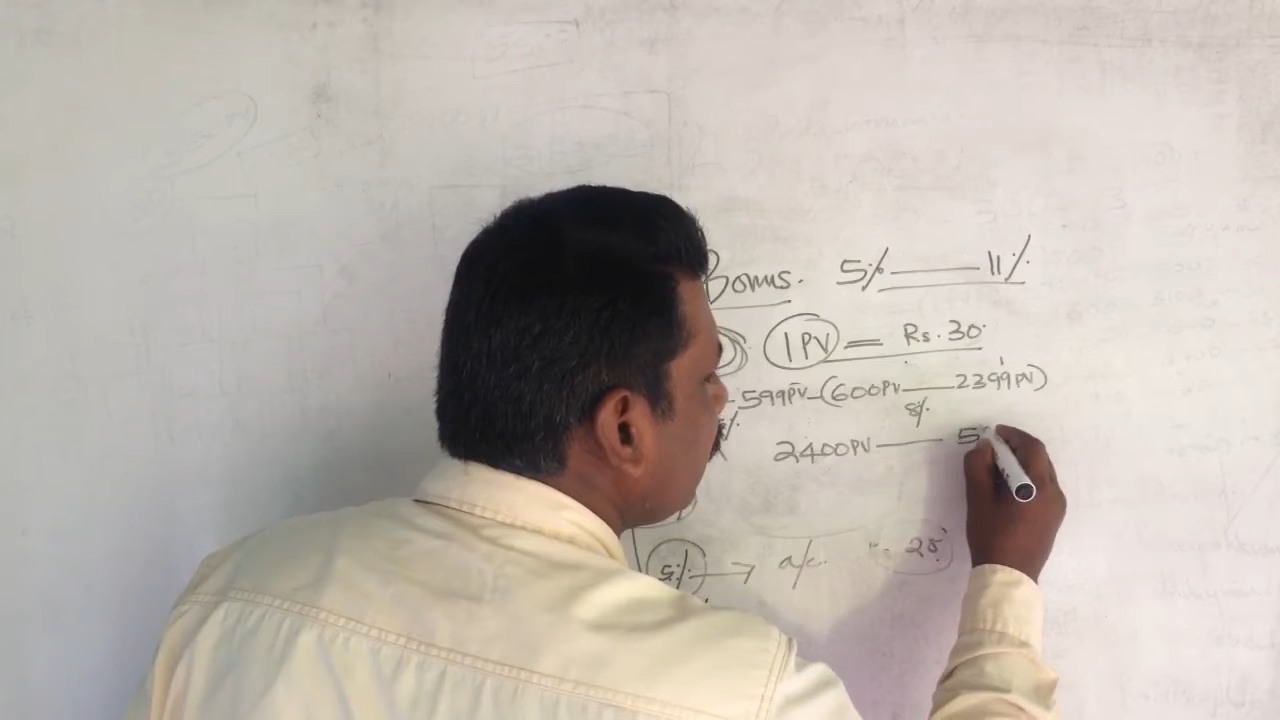 Bonus. 5% — 11%
1PV = Rs. 30
- 599PV - (600PV — 2399PV)
8%
2400PV — 5
5% → a/c. 25